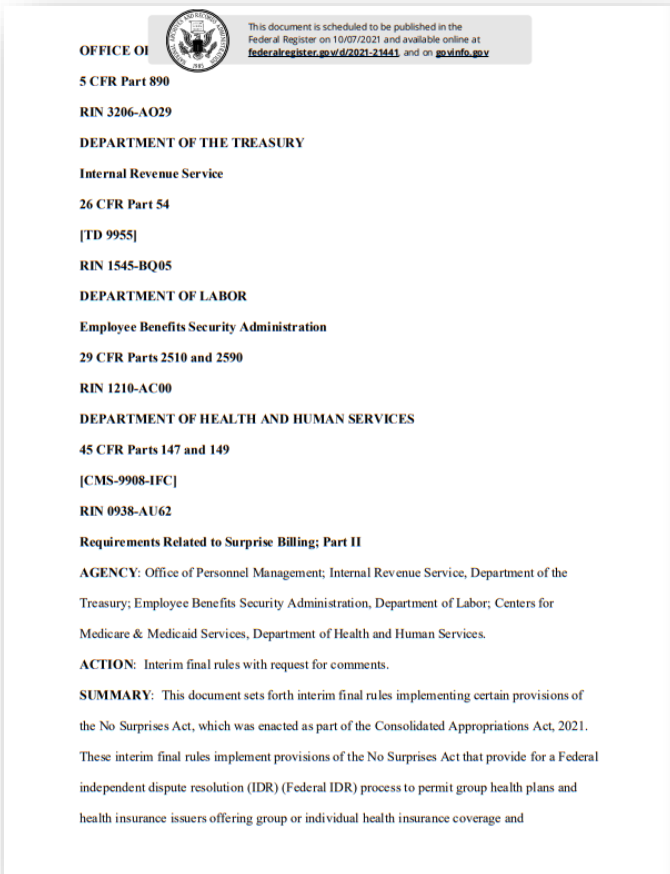 This document is scheduled to be published in the
Federal Register on 10/07/2021 and available online at
federalregister.gov/d/2021-21441, and on govinfo.gov
OFFICE OF
5 CFR Part 890
RIN 3206-AO29
DEPARTMENT OF THE TREASURY
Internal Revenue Service
26 CFR Part 54
[TD 9955]
RIN 1545-BQ05
DEPARTMENT OF LABOR
Employee Benefits Security Administration
29 CFR Parts 2510 and 2590
RIN 1210-AC00
DEPARTMENT OF HEALTH AND HUMAN SERVICES
45 CFR Parts 147 and 149
[CMS-9908-IFC]
RIN 0938-AU62
Requirements Related to Surprise Billing; Part II
AGENCY: Office of Personnel Management; Internal Revenue Service, Department of the
Treasury; Employee Benefits Security Administration, Department of Labor; Centers for
Medicare & Medicaid Services, Department of Health and Human Services.
ACTION: Interim final rules with request for comments.
SUMMARY: This document sets forth interim final rules implementing certain provisions of
the No Surprises Act, which was enacted as part of the Consolidated Appropriations Act, 2021.
These interim final rules implement provisions of the No Surprises Act that provide for a Federal
independent dispute resolution (IDR) (Federal IDR) process to permit group health plans and
health insurance issuers offering group or individual health insurance coverage and